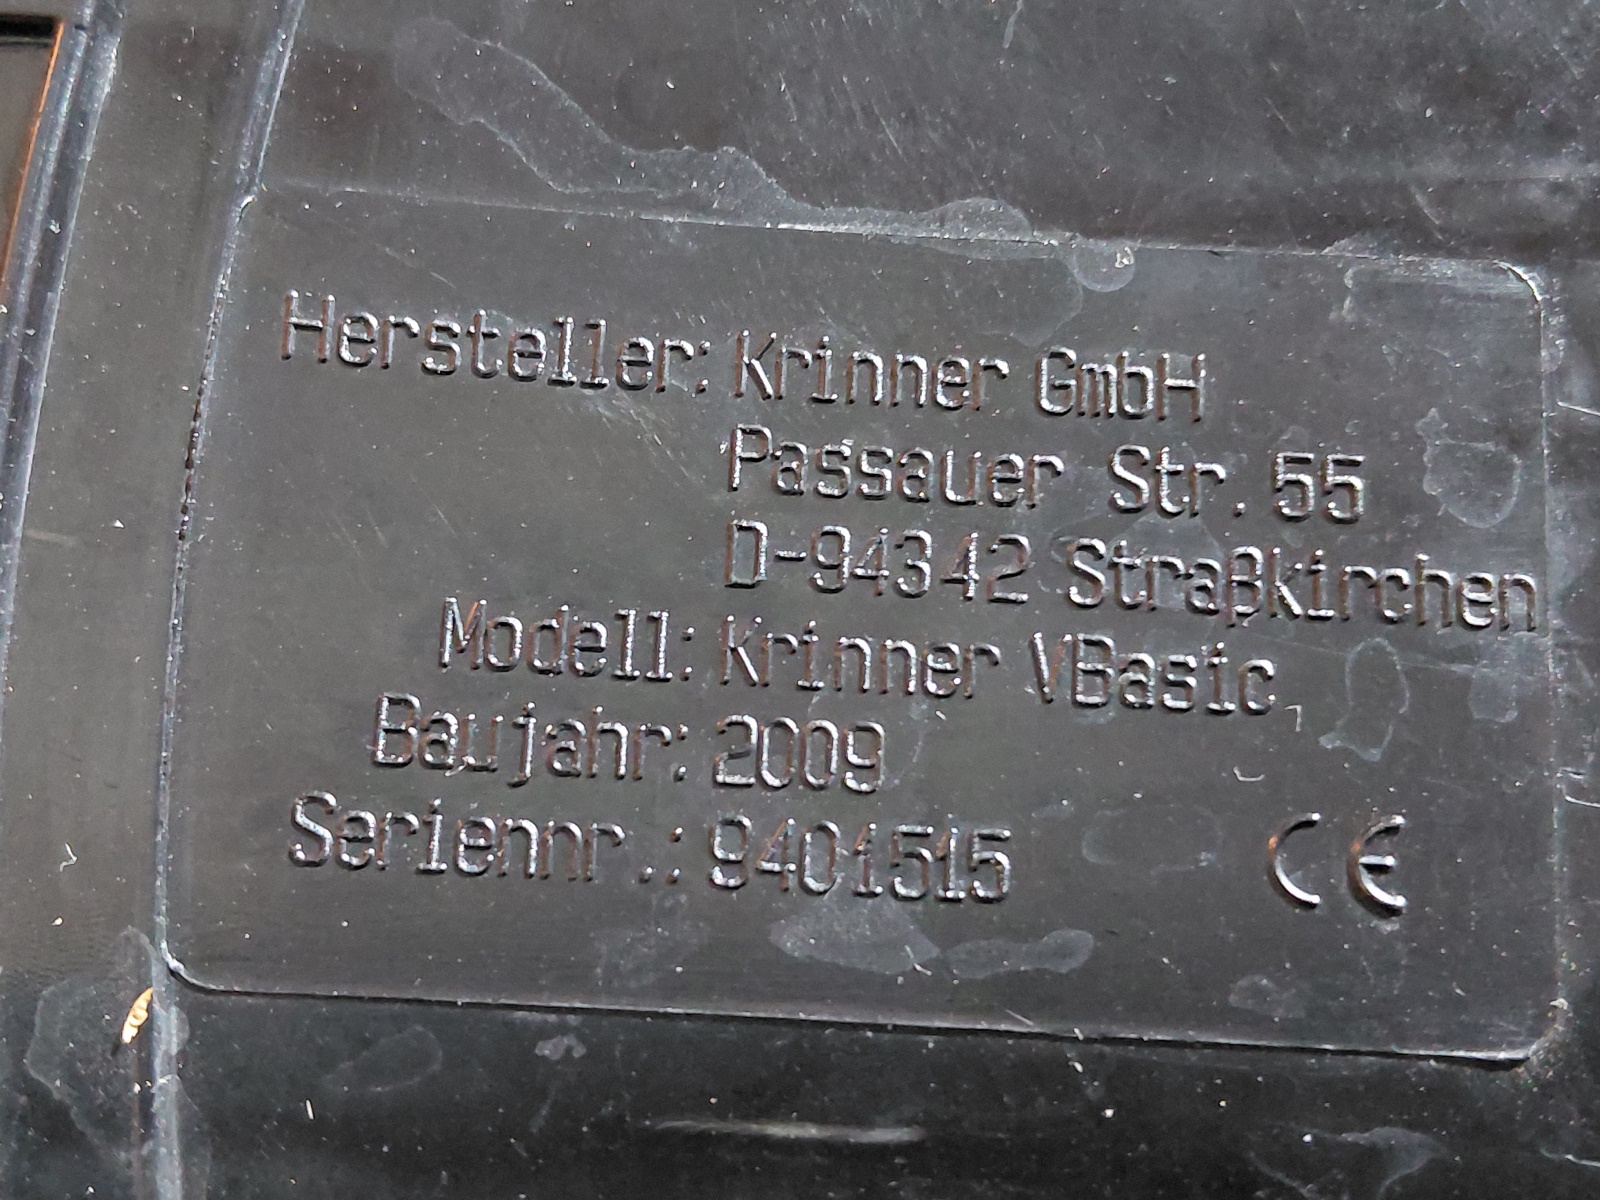 Hersteller: Krinner GmbH
Passauer Str. 55
D-94342 Straßkirchen
Modell: Krinner VBasic
Baujahr: 2009
Seriennr.: 9401515
CE